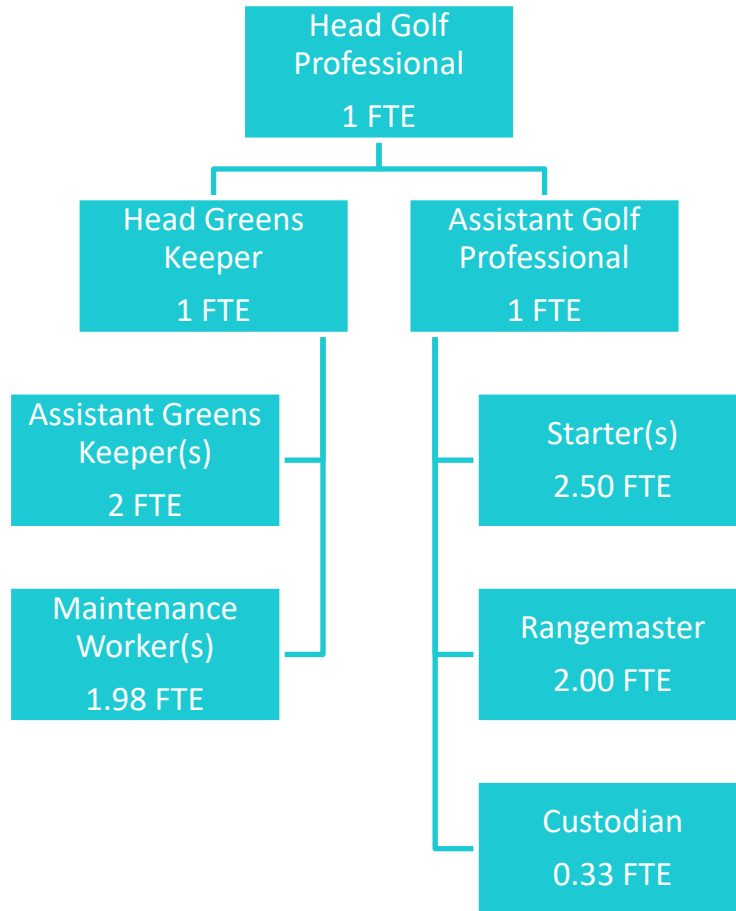 Head Golf
Professional
1 FTE
Head Greens
Keeper
1 FTE
Assistant Golf
Professional
1 FTE
Assistant Greens
Keeper(s)
2 FTE
Starter(s)
2.50 FTE
Maintenance
Worker(s)
1.98 FTE
Rangemaster
2.00 FTE
Custodian
0.33 FTE